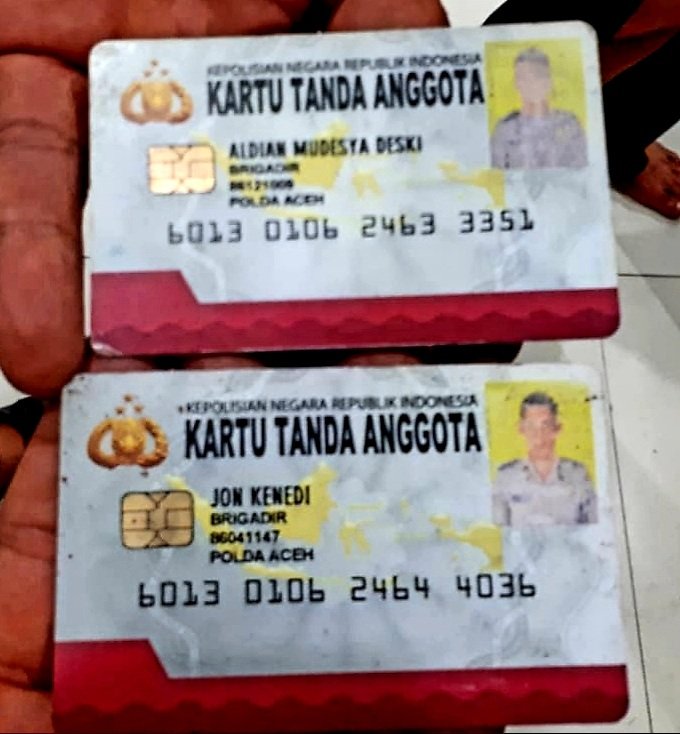 KEPOLISIAN NEGARA REPUBLIK INDONESIA
KARTU TANDA ANGGOTA
ALDIAN MUDESYA DESKI
BRIGADIR
POLDA ACEH
6013 0106 2463 3351
KEPOLISIAN NEGARA REPUBLIK INDONESIA
KARTU TANDA ANGGOTA
JON KENEDI
BRIGADIR
86041147
POLDA ACEH
6013 0106 2464 4036